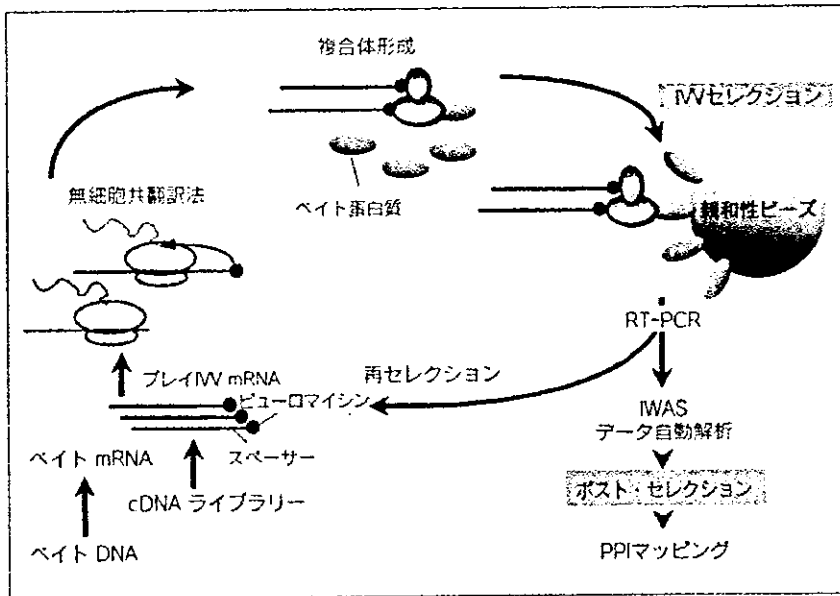 複合体形成
IVVセレクション
ベイト蛋白質
親和性ビーズ
無細胞共翻訳法
RT-PCR
プレイIVV mRNA
ピューロマイシン
再セレクション
スペーサー
ベイト mRNA
cDNA ライブラリー
ベイト DNA
IWAS
データ自動解析
ポスト・セレクション
PPIマッピング